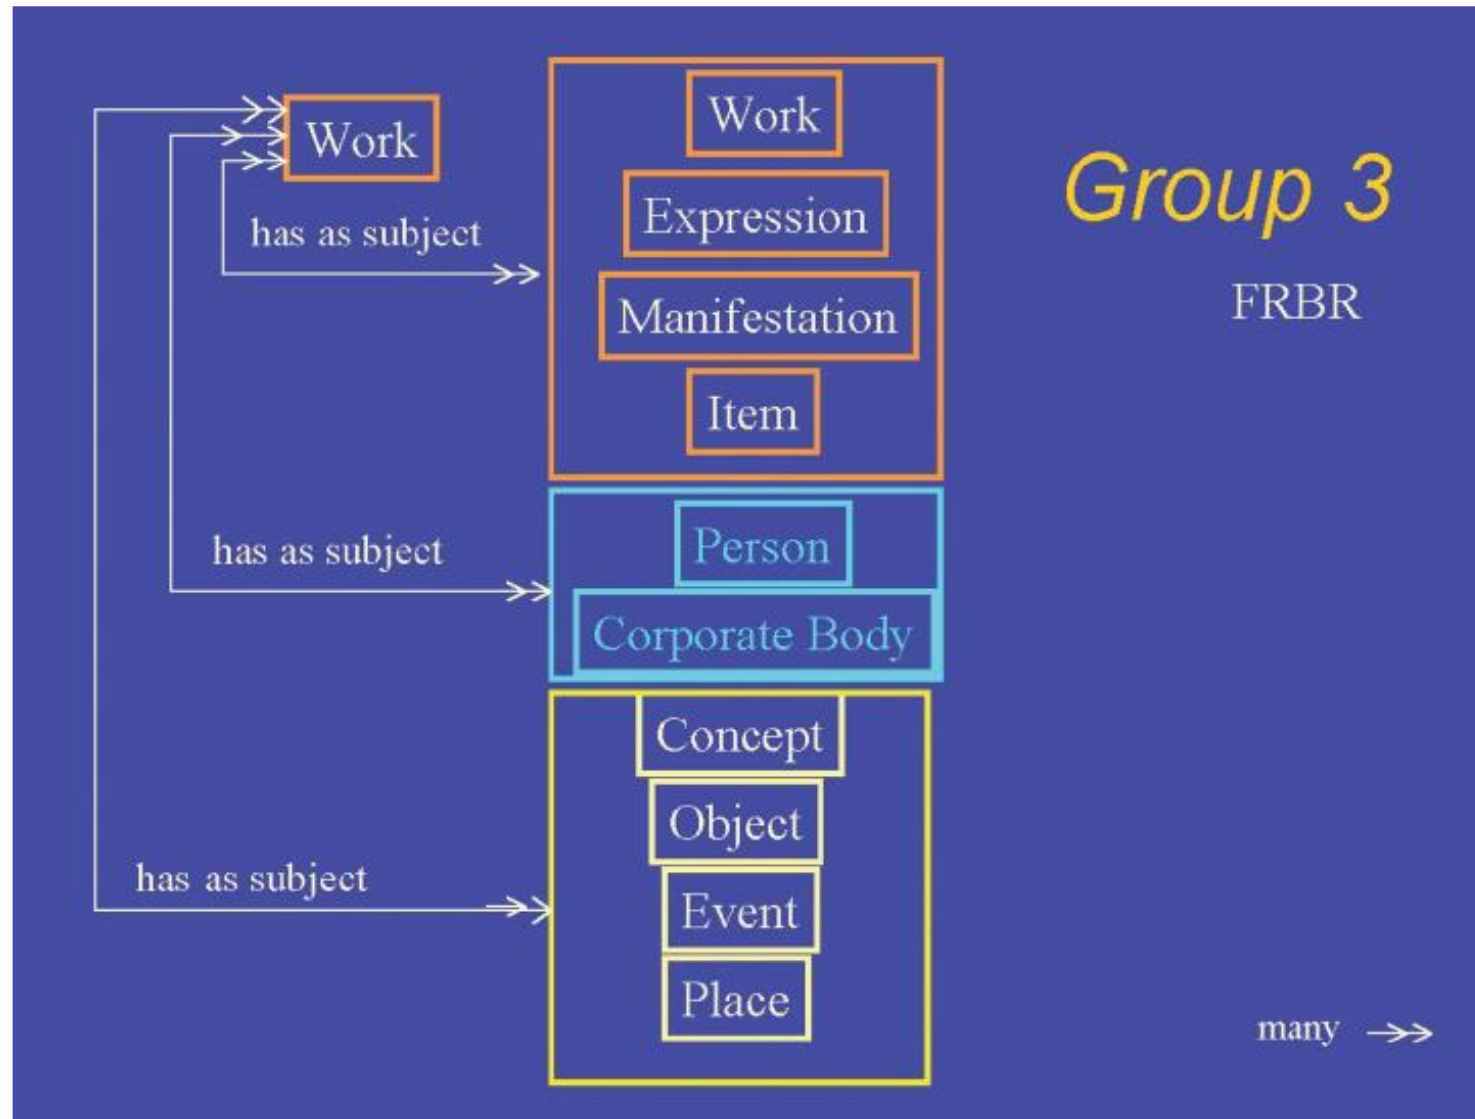 Work
has as subject
has as subject
has as subject
Work
Expression
Manifestation
Item
Person
Corporate Body
Concept
Object
Event
Place
Group 3
FRBR
many